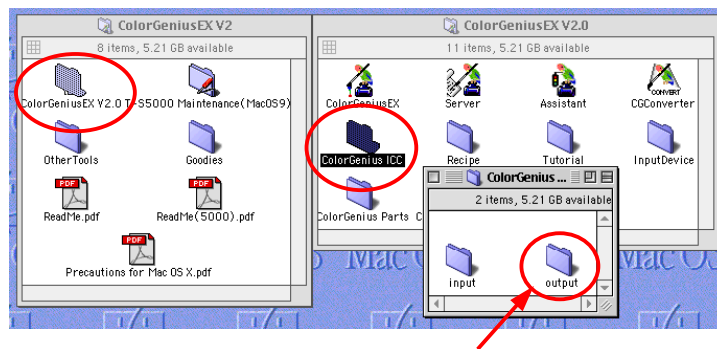 ColorGeniusEX V2
8 items, 5.21 GB available
ColorGeniusEX V2.0 T-S5000 Maintenance(MacOS9)
OtherTools Goodies
PDF PDF
ReadMe.pdf ReadMe(5000).pdf
PDF
Precautions for Mac OS X.pdf
ColorGeniusEX V2.0
11 items, 5.21 GB available
CONVERT
ColorGeniusEX Server Assistant CGConverter
ColorGenius ICC Recipe Tutorial InputDevice
ColorGenius Parts C
ColorGenius ...
2 items, 5.21 GB available
input output
Mac
Mac OS